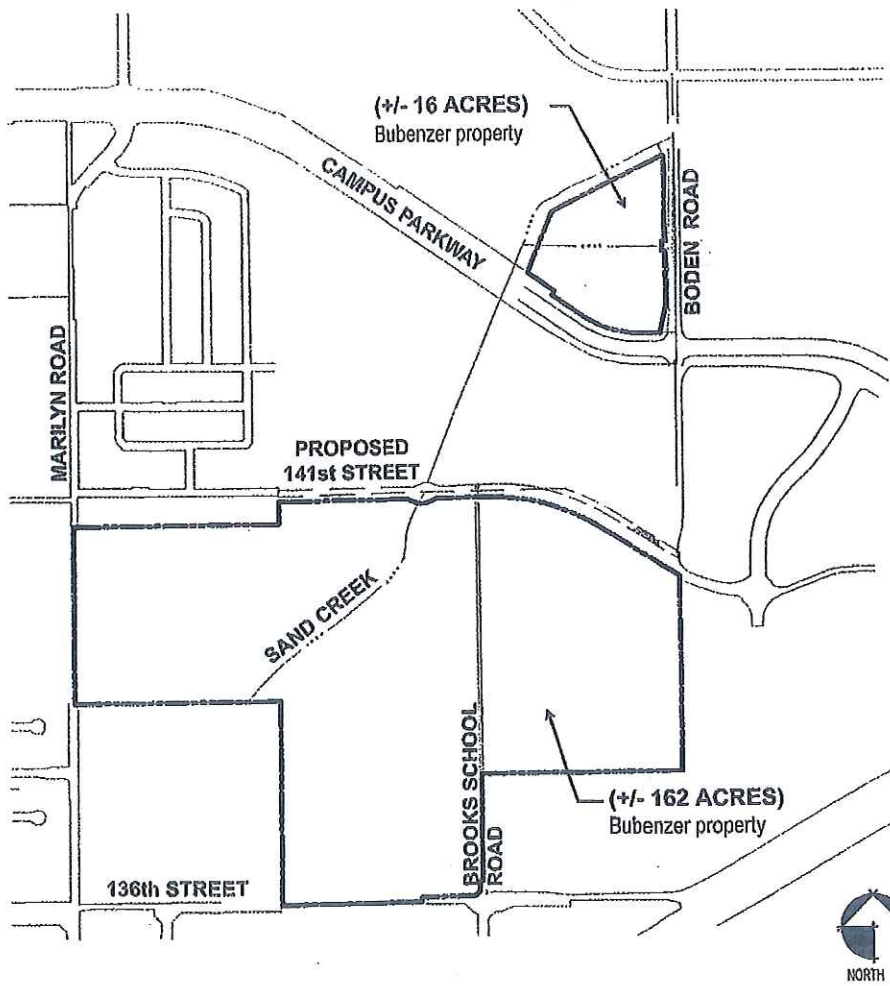 (+/- 16 ACRES)
Bubenzer property
CAMPUS PARKWAY
BODEN ROAD
MARILYN ROAD
PROPOSED
141st STREET
SAND CREEK
BROOKS SCHOOL
ROAD
(+/- 162 ACRES)
Bubenzer property
136th STREET
NORTH